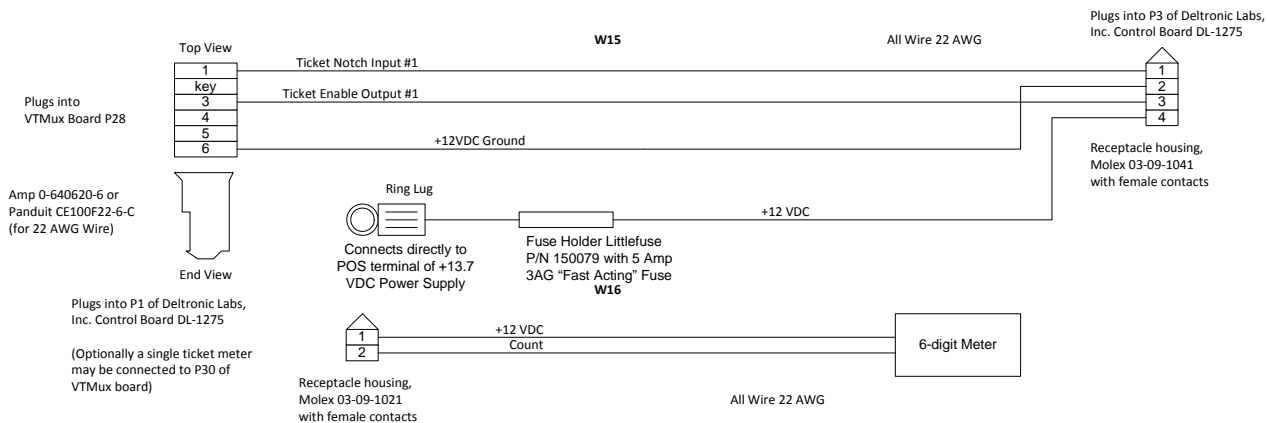 Plugs into P3 of Deltronic Labs,
Inc. Control Board DL-1275
W15
All Wire 22 AWG
Top View
1
key
3
4
5
6
Ticket Notch Input #1
Ticket Enable Output #1
+12VDC Ground
1
2
3
4
Plugs into
VTMux Board P28
Receptacle housing,
Molex 03-09-1041
with female contacts
Amp 0-640620-6 or
Panduit CE100F22-6-C
(for 22 AWG Wire)
End View
Ring Lug
+12 VDC
Connects directly to
POS terminal of +13.7
VDC Power Supply
Fuse Holder Littlefuse
P/N 150079 with 5 Amp
3AG “Fast Acting” Fuse
W16
Plugs into P1 of Deltronic Labs,
Inc. Control Board DL-1275
(Optionally a single ticket meter
may be connected to P30 of
VTMux board)
1
2
+12 VDC
Count
6-digit Meter
Receptacle housing,
Molex 03-09-1021
with female contacts
All Wire 22 AWG